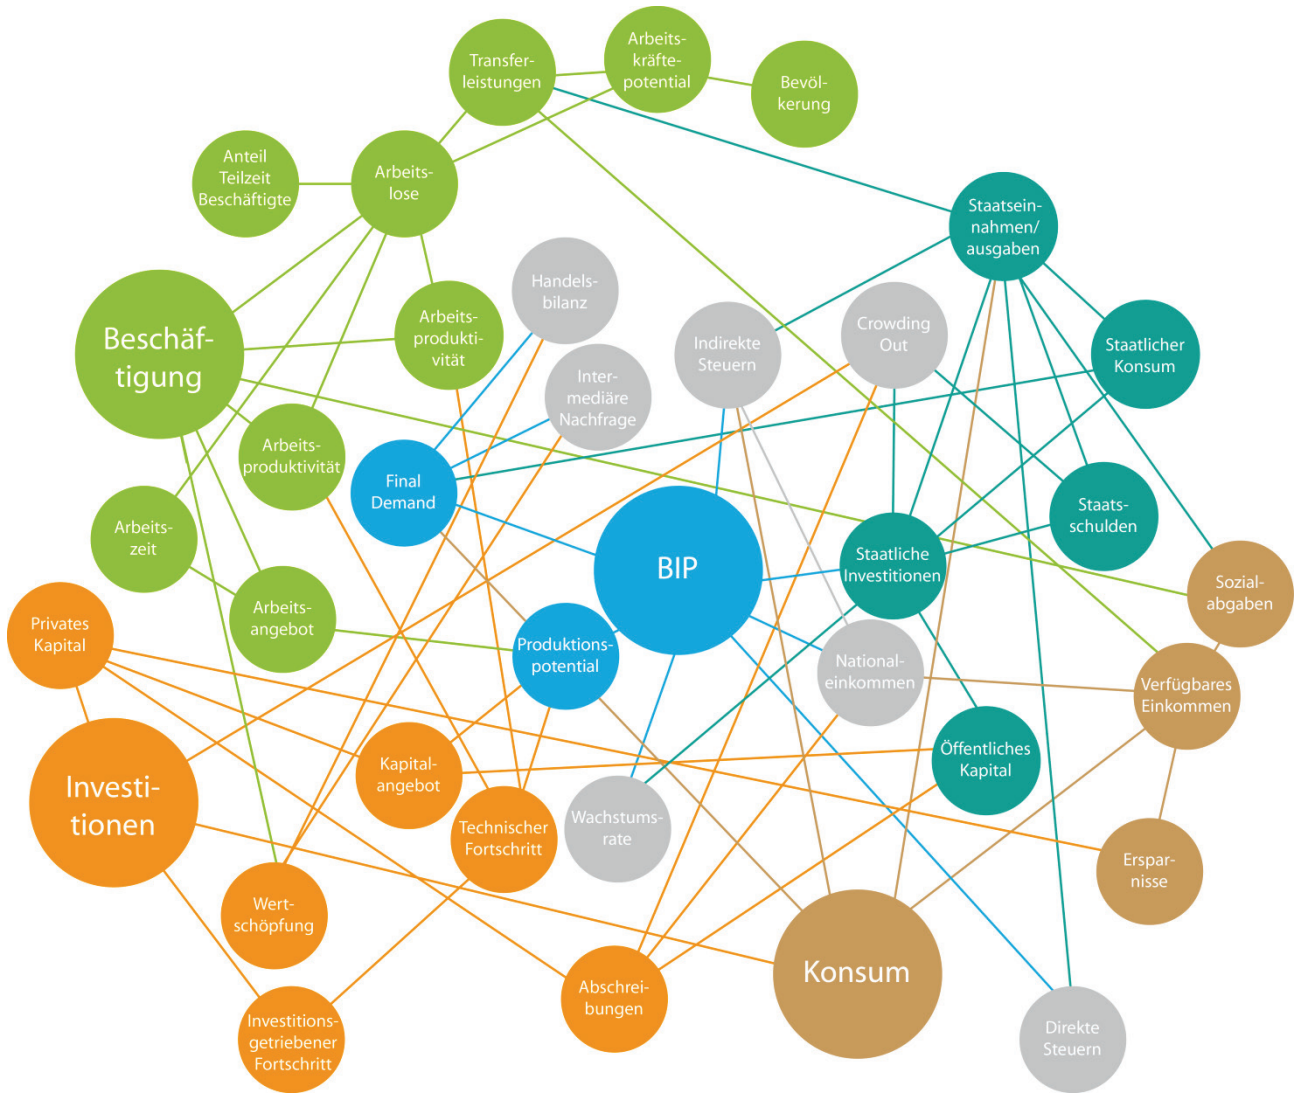 Transfer-
leistungen
Arbeits-
kräfte-
potential
Bevöl-
kerung
Anteil
Teilzeit
Beschäftigte
Arbeits-
lose
Staatsein-
nahmen/
ausgaben
Handels-
bilanz
Beschäf-
tigung
Arbeits-
produkti-
vität
Indirekte
Steuern
Crowding
Out
Staatlicher
Konsum
Inter-
mediäre
Nachfrage
Arbeits-
produktivität
Final
Demand
Staats-
schulden
Arbeits-
zeit
BIP
Staatliche
Investitionen
Sozial-
abgaben
Privates
Kapital
Arbeits-
angebot
Produktions-
potential
National-
einkommen
Verfügbares
Einkommen
Investi-
tionen
Kapital-
angebot
Öffentliches
Kapital
Technischer
Fortschritt
Wachstums-
rate
Erspar-
nisse
Wert-
schöpfung
Konsum
Abschrei-
bungen
Investitions-
getriebener
Fortschritt
Direkte
Steuern